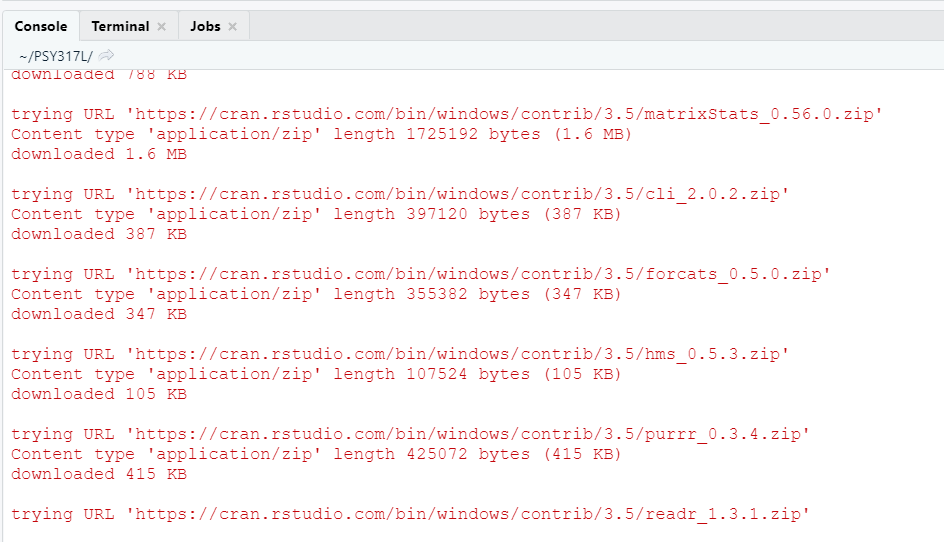 Console Terminal Jobs
~/PSY317L/
downloaded 788 KB
trying URL 'https://cran.rstudio.com/bin/windows/contrib/3.5/matrixStats_0.56.0.zip'
Content type 'application/zip' length 1725192 bytes (1.6 MB)
downloaded 1.6 MB
trying URL 'https://cran.rstudio.com/bin/windows/contrib/3.5/cli_2.0.2.zip'
Content type 'application/zip' length 397120 bytes (387 KB)
downloaded 387 KB
trying URL 'https://cran.rstudio.com/bin/windows/contrib/3.5/forcats_0.5.0.zip'
Content type 'application/zip' length 355382 bytes (347 KB)
downloaded 347 KB
trying URL 'https://cran.rstudio.com/bin/windows/contrib/3.5/hms_0.5.3.zip'
Content type 'application/zip' length 107524 bytes (105 KB)
downloaded 105 KB
trying URL 'https://cran.rstudio.com/bin/windows/contrib/3.5/purrr_0.3.4.zip'
Content type 'application/zip' length 425072 bytes (415 KB)
downloaded 415 KB
trying URL 'https://cran.rstudio.com/bin/windows/contrib/3.5/readr_1.3.1.zip'